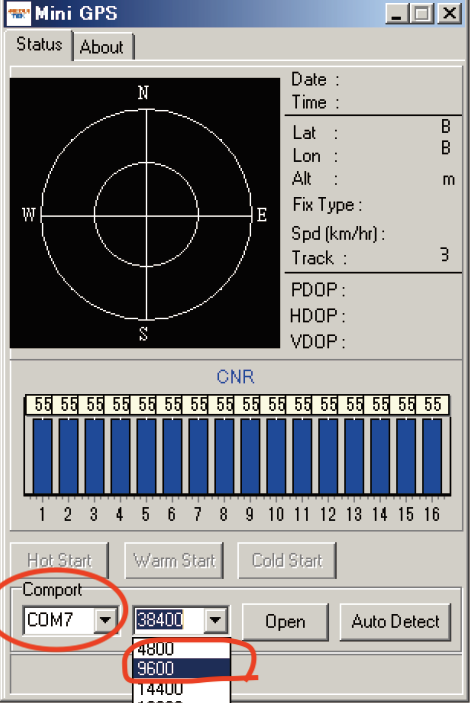 MEDIA
TEK
Mini GPS
Status About
N
W E
S
Date :
Time :
Lat : B
Lon : B
Alt : m
Fix Type :
Spd (km/hr) :
Track : 3
PDOP :
HDOP :
VDOP :
CNR
55 55 55 55 55 55 55 55 55 55 55 55 55 55 55 55
1 2 3 4 5 6 7 8 9 10 11 12 13 14 15 16
Hot Start Warm Start Cold Start
Comport
COM7 38400 Open Auto Detect
4800
9600
14400